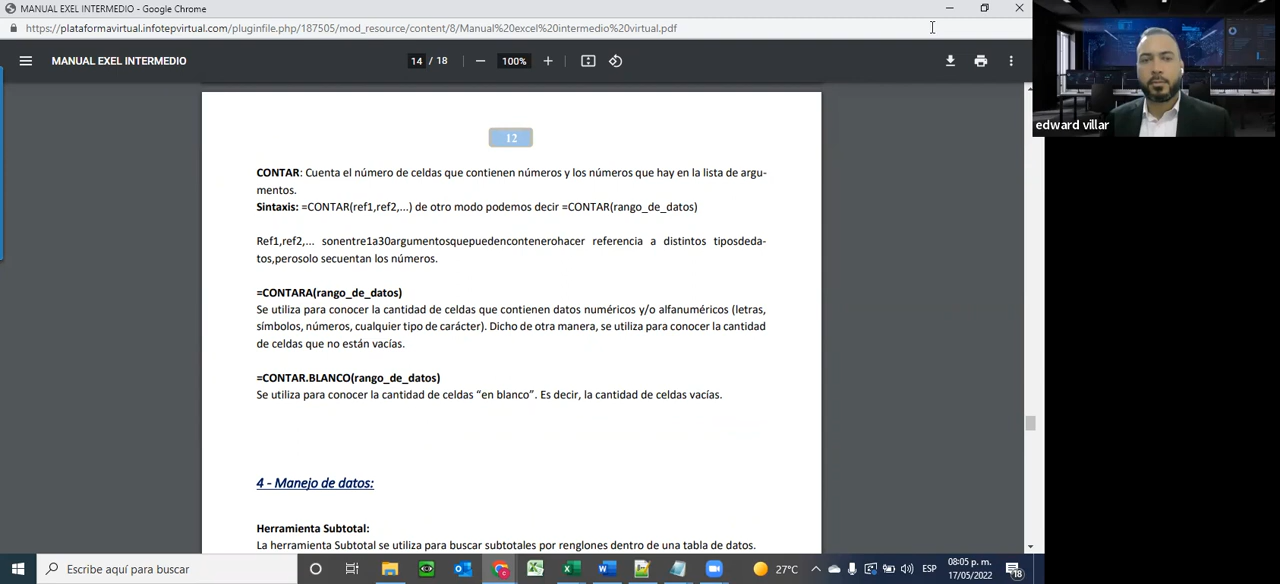 MANUAL EXEL INTERMEDIO - Google Chrome
https://plataformavirtual.infotepvirtual.com/pluginfile.php/187505/mod_resource/content/8/Manual%20excel%20intermedio%20virtual.pdf
MANUAL EXEL INTERMEDIO
14 / 18
100%
edward villar
12
CONTAR: Cuenta el número de celdas que contienen números y los números que hay en la lista de argu-
mentos.
Sintaxis: =CONTAR(ref1,ref2,...) de otro modo podemos decir =CONTAR(rango_de_datos)
Ref1,ref2,... sonentre1a30argumentosquepuedencontenerohacer referencia a distintos tiposdeda-
tos,perosolo secuentan los números.
=CONTARA(rango_de_datos)
Se utiliza para conocer la cantidad de celdas que contienen datos numéricos y/o alfanuméricos (letras,
símbolos, números, cualquier tipo de carácter). Dicho de otra manera, se utiliza para conocer la cantidad
de celdas que no están vacías.
=CONTAR.BLANCO(rango_de_datos)
Se utiliza para conocer la cantidad de celdas “en blanco”. Es decir, la cantidad de celdas vacías.
4 - Manejo de datos:
Herramienta Subtotal:
La herramienta Subtotal se utiliza para buscar subtotales por renglones dentro de una tabla de datos.
Escribe aquí para buscar
27°C
ESP
08:05 p. m.
17/05/2022
18